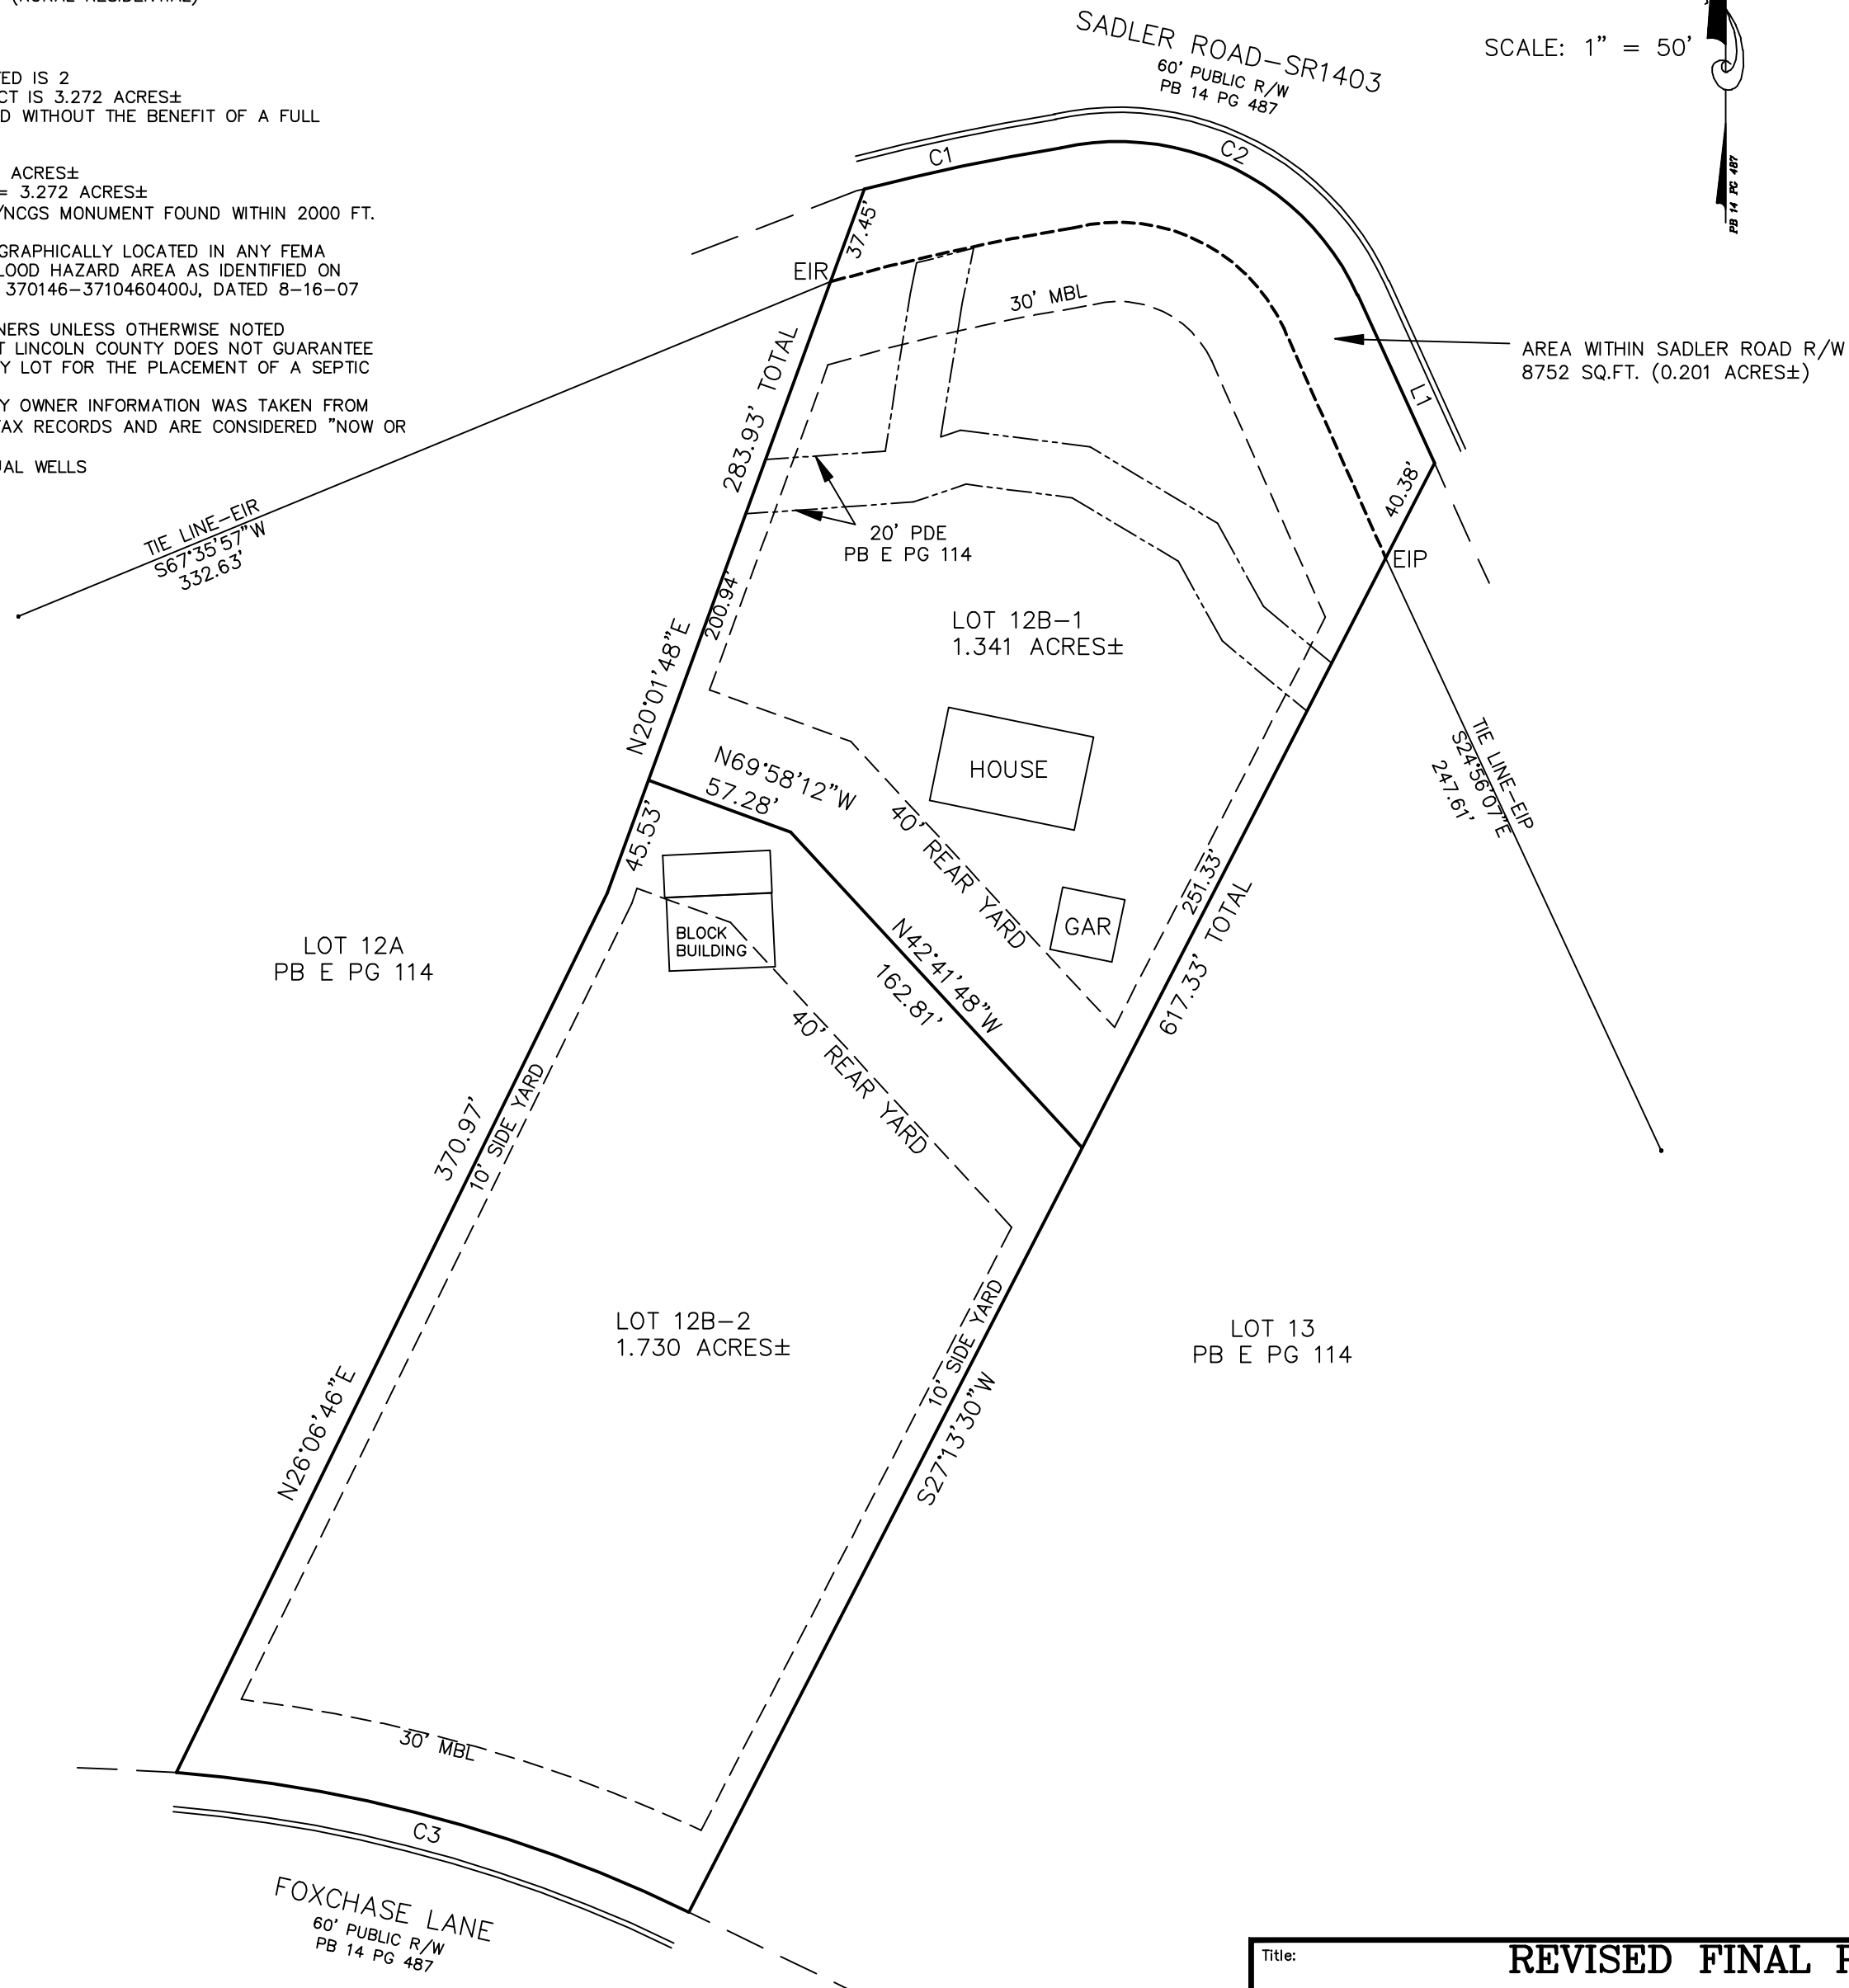 (RURAL RESIDENTIAL)
TED IS 2
CT IS 3.272 ACRES±
D WITHOUT THE BENEFIT OF A FULL
ACRES±
= 3.272 ACRES±
/NCGS MONUMENT FOUND WITHIN 2000 FT.
GRAPHICALLY LOCATED IN ANY FEMA
LOOD HAZARD AREA AS IDENTIFIED ON
370146-3710460400J, DATED 8-16-07
NERS UNLESS OTHERWISE NOTED
T LINCOLN COUNTY DOES NOT GUARANTEE
Y LOT FOR THE PLACEMENT OF A SEPTIC
Y OWNER INFORMATION WAS TAKEN FROM
TAX RECORDS AND ARE CONSIDERED "NOW OR
UAL WELLS
SADLER ROAD-SR1403
60' PUBLIC R/W
PB 14 PG 487
SCALE: 1" = 50'
PB 14 PG 487
C1
C2
37.45'
EIR
30' MBL
AREA WITHIN SADLER ROAD R/W
8752 SQ.FT. (0.201 ACRES±)
L1
283.93' TOTAL
40.38'
EIP
20' PDE
PB E PG 114
TIE LINE-EIR
S67°35'57"W
332.63'
200.94'
LOT 12B-1
1.341 ACRES±
N20°01'48"E
TIE LINE-EIP
S24°56'07"E
247.61'
N69°58'12"W
57.28'
HOUSE
40' REAR YARD
45.53'
251.33'
GAR
617.33' TOTAL
BLOCK
BUILDING
LOT 12A
PB E PG 114
N42°41'48"W
162.81'
40' REAR YARD
370.97'
10' SIDE YARD
LOT 12B-2
1.730 ACRES±
10' SIDE YARD
LOT 13
PB E PG 114
N26°06'46"E
S27°13'30"W
30' MBL
C3
FOXCHASE LANE
60' PUBLIC R/W
PB 14 PG 487
Title:
REVISED FINAL